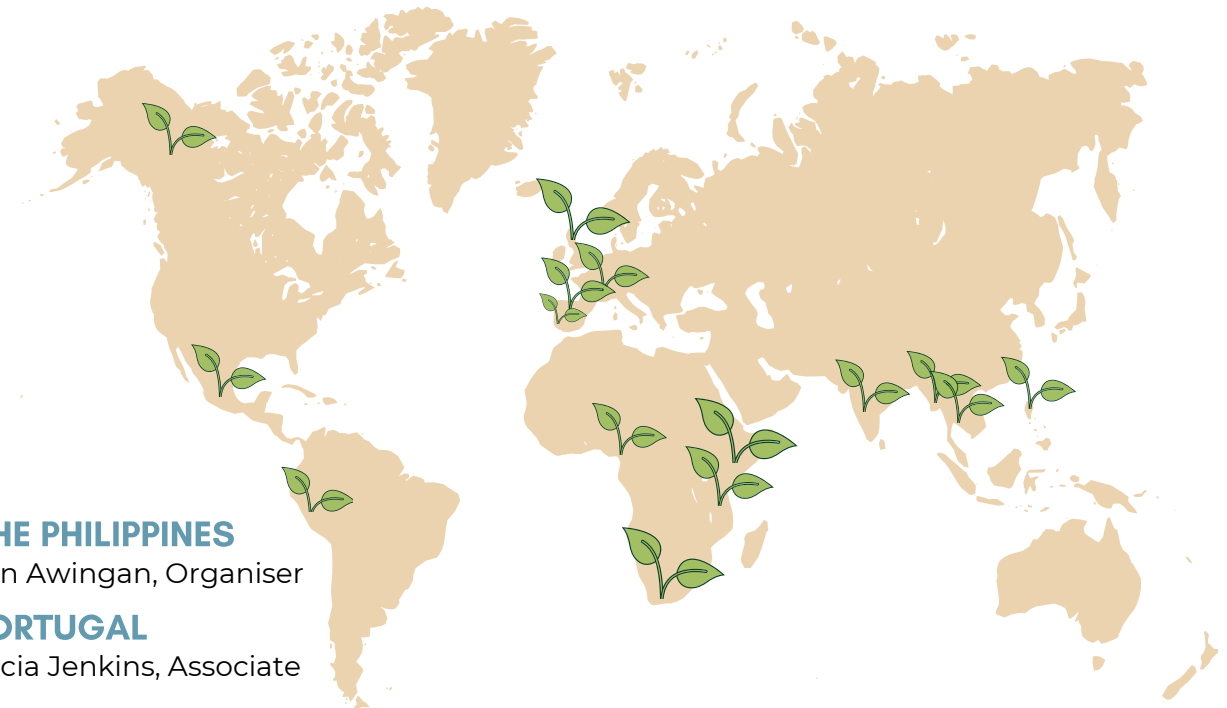 HE PHILIPPINES
n Awingan, Organiser
ORTUGAL
cia Jenkins, Associate